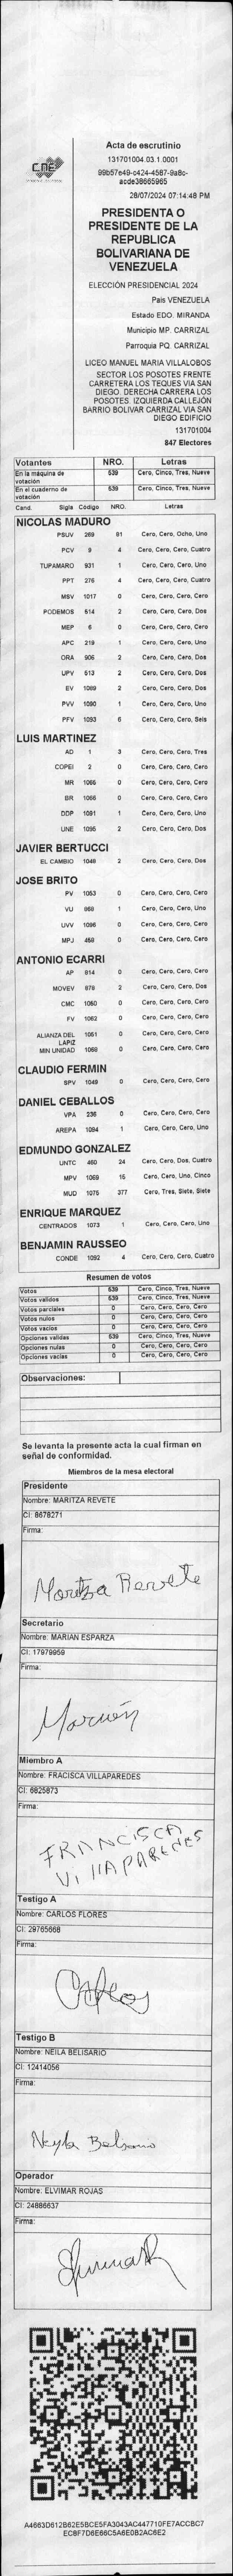 CNE
Acta de escrutinio
131701004.03.1.0001
99b57e49-c424-4587-9a8c-
acde38665965
28/07/2024 07:14:48 PM
PRESIDENTA O
PRESIDENTE DE LA
REPUBLICA
BOLIVARIANA DE
VENEZUELA
ELECCIÓN PRESIDENCIAL 2024
País VENEZUELA
Estado EDO. MIRANDA
Municipio MP. CARRIZAL
Parroquia PQ. CARRIZAL
LICEO MANUEL MARIA VILLALOBOS
SECTOR LOS POSOTES FRENTE
CARRETERA LOS TEQUES VIA SAN
DIEGO. DERECHA CARRERA LOS
POSOTES. IZQUIERDA CALLEJÓN
BARRIO BOLIVAR CARRIZAL VIA SAN
DIEGO EDIFICIO
131701004
847 Electores
Votantes NRO. Letras
En la máquina de votación 539 Cero, Cinco, Tres, Nueve
En el cuaderno de votación 539 Cero, Cinco, Tres, Nueve
Cand. Sigla Código NRO. Letras
NICOLAS MADURO
PSUV 269 81 Cero, Cero, Ocho, Uno
PCV 9 4 Cero, Cero, Cero, Cuatro
TUPAMARO 931 1 Cero, Cero, Cero, Uno
PPT 276 4 Cero, Cero, Cero, Cuatro
MSV 1017 0 Cero, Cero, Cero, Cero
PODEMOS 514 2 Cero, Cero, Cero, Dos
MEP 6 0 Cero, Cero, Cero, Cero
APC 219 1 Cero, Cero, Cero, Uno
ORA 906 2 Cero, Cero, Cero, Dos
UPV 513 2 Cero, Cero, Cero, Dos
EV 1089 2 Cero, Cero, Cero, Dos
PVV 1090 1 Cero, Cero, Cero, Uno
PFV 1093 6 Cero, Cero, Cero, Seis
LUIS MARTINEZ
AD 1 3 Cero, Cero, Cero, Tres
COPEI 2 0 Cero, Cero, Cero, Cero
MR 1066 0 Cero, Cero, Cero, Cero
BR 0 Cero, Cero, Cero, Cero
DDP 1091 1 Cero, Cero, Cero, Uno
UNE 1095 2 Cero, Cero, Cero, Dos
JAVIER BERTUCCI
EL CAMBIO 1048 2 Cero, Cero, Cero, Dos
JOSE BRITO
PV 1053 0 Cero, Cero, Cero, Cero
VU 868 1 Cero, Cero, Cero, Uno
UVV 1096 0 Cero, Cero, Cero, Cero
MPJ 458 0 Cero, Cero, Cero, Cero
ANTONIO ECARRI
AP 814 0 Cero, Cero, Cero, Cero
MOVEV 878 2 Cero, Cero, Cero, Dos
CMC 1050 0 Cero, Cero, Cero, Cero
FV 1062 0 Cero, Cero, Cero, Cero
ALIANZA DEL LAPIZ 1051 0 Cero, Cero, Cero, Cero
MIN UNIDAD 1068 0 Cero, Cero, Cero, Cero
CLAUDIO FERMIN
SPV 1049 0 Cero, Cero, Cero, Cero
DANIEL CEBALLOS
VPA 236 0 Cero, Cero, Cero, Cero
AREPA 1094 1 Cero, Cero, Cero, Uno
EDMUNDO GONZALEZ
UNTC 460 24 Cero, Cero, Dos, Cuatro
MPV 1069 15 Cero, Cero, Uno, Cinco
MUD 1075 377 Cero, Tres, Siete, Siete
ENRIQUE MARQUEZ
CENTRADOS 1073 1 Cero, Cero, Cero, Uno
BENJAMIN RAUSSEO
CONDE 1092 4 Cero, Cero, Cero, Cuatro
Resumen de votos
Votos 539 Cero, Cinco, Tres, Nueve
Votos validos 539 Cero, Cinco, Tres, Nueve
Votos parciales 0 Cero, Cero, Cero, Cero
Votos nulos 0 Cero, Cero, Cero, Cero
Votos vacios 0 Cero, Cero, Cero, Cero
Opciones validas 539 Cero, Cinco, Tres, Nueve
Opciones nulas 0 Cero, Cero, Cero, Cero
Opciones vacias 0 Cero, Cero, Cero, Cero
Observaciones:
Se levanta la presente acta la cual firman en
señal de conformidad.
Miembros de la mesa electoral
Presidente
Nombre: MARITZA REVETE
CI: 8678271
Firma:
Maritza Revete
Secretario
Nombre: MARIAN ESPARZA
CI: 17979959
Firma:
Marian
Miembro A
Nombre: FRACISCA VILLAPAREDES
CI: 6825873
Firma:
FRANCISCA
VillAPAREDES
Testigo A
Nombre: CARLOS FLORES
CI: 29765668
Firma:
Carlos
Testigo B
Nombre: NEILA BELISARIO
CI: 12414056
Firma:
Neyla Belisario
Operador
Nombre: ELVIMAR ROJAS
CI: 24886637
Firma:
A4663D612B62E5BCE5FA3043AC447710FE7ACCBC7
EC8F7D6E66C5A6E0B2AC6E2